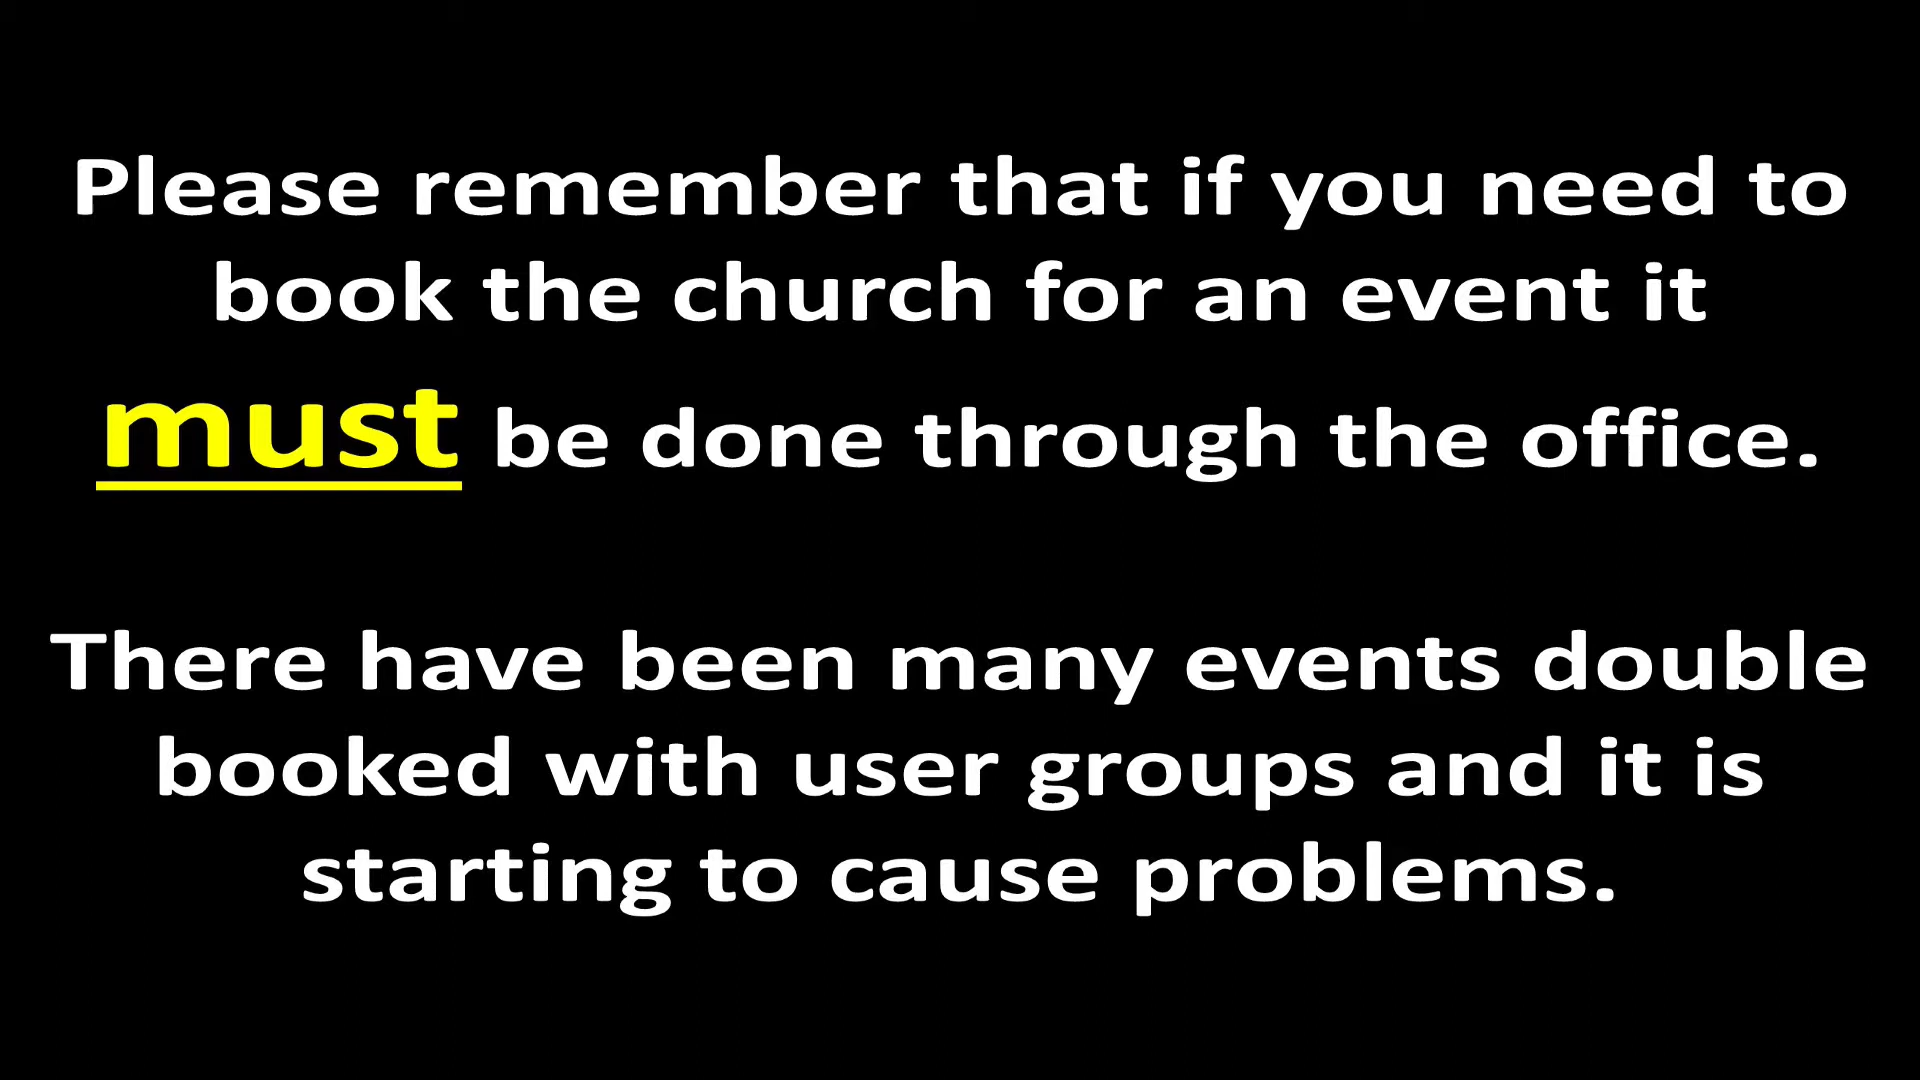 Please remember that if you need to
book the church for an event it
must be done through the office.
There have been many events double
booked with user groups and it is
starting to cause problems.